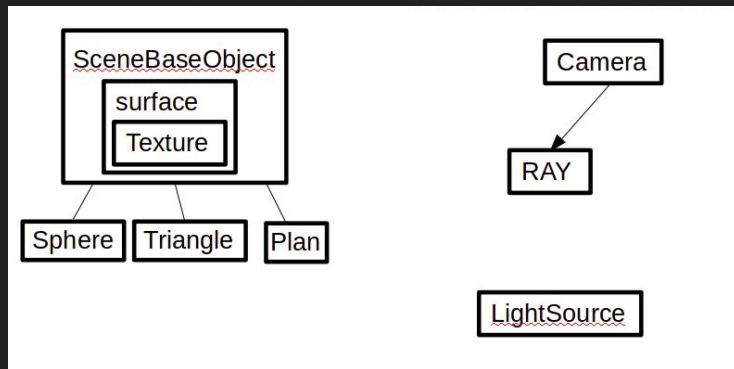 SceneBaseObject
surface
Texture
Sphere
Triangle
Plan
Camera
RAY
LightSource